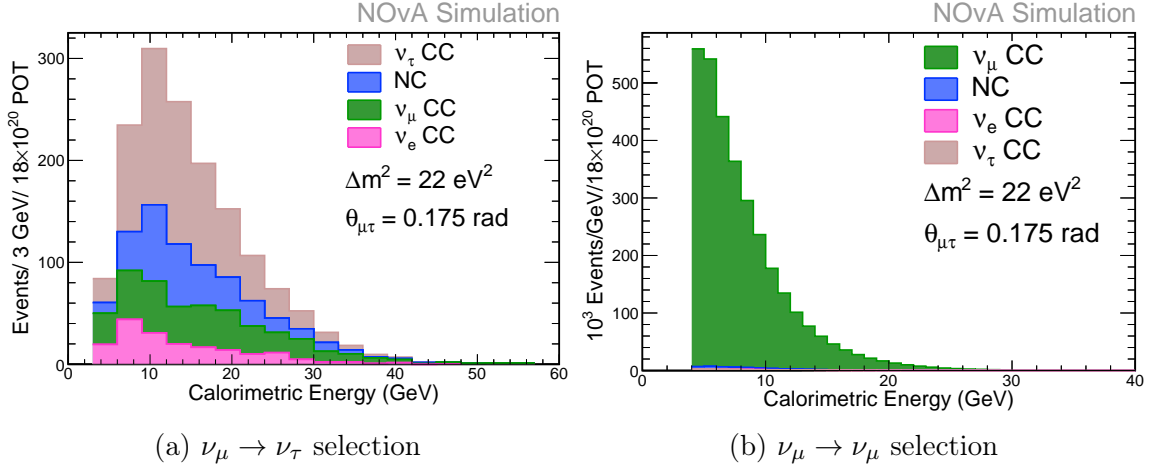 NOvA Simulation
Events/ 3 GeV/ 18×10²⁰ POT
300
200
100
0
ν_τ CC
NC
ν_μ CC
ν_e CC
Δm² = 22 eV²
θ_μτ = 0.175 rad
0 10 20 30 40 50 60
Calorimetric Energy (GeV)
(a) ν_μ → ν_τ selection
NOvA Simulation
10³ Events/GeV/18×10²⁰ POT
500
400
300
200
100
0
ν_μ CC
NC
ν_e CC
ν_τ CC
Δm² = 22 eV²
θ_μτ = 0.175 rad
0 10 20 30 40
Calorimetric Energy (GeV)
(b) ν_μ → ν_μ selection